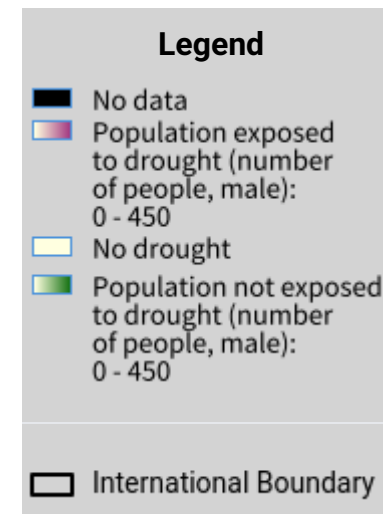 Legend
No data
Population exposed
to drought (number
of people, male):
0 - 450
No drought
Population not exposed
to drought (number
of people, male):
0 - 450
International Boundary